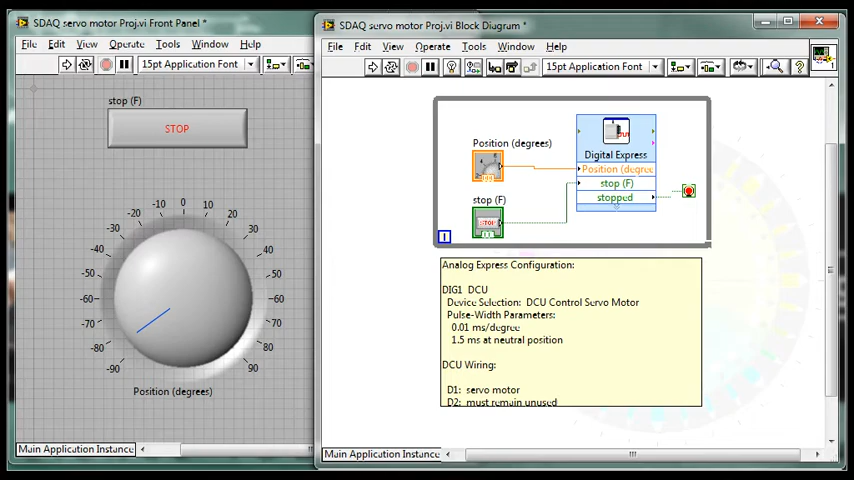 SDAQ servo motor Proj.vi Front Panel *
File Edit View Operate Tools Window Help
15pt Application Font
stop (F)
STOP
0
-10 10
-20 20
-30 30
-40 40
-50 50
-60 60
-70 70
-80 80
-90 90
Position (degrees)
Main Application Instance
SDAQ servo motor Proj.vi Block Diagram *
File Edit View Operate Tools Window Help
15pt Application Font
Position (degrees)
stop (F)
STOP
Digital Express
Position (degree
stop (F)
stopped
i
Analog Express Configuration:
DIG1 DCU
Device Selection: DCU Control Servo Motor
Pulse-Width Parameters:
0.01 ms/degree
1.5 ms at neutral position
DCU Wiring:
D1: servo motor
D2: must remain unused
Main Application Instance